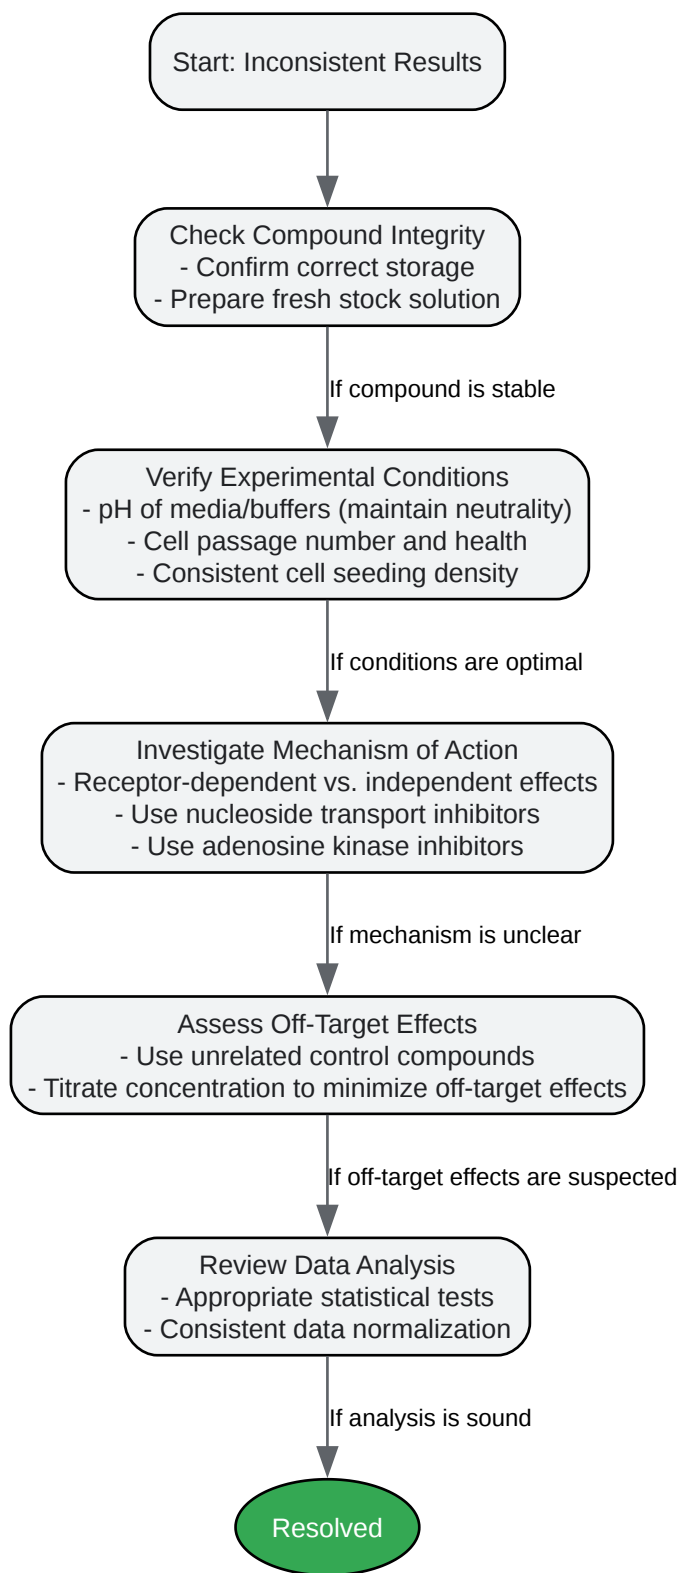 Start: Inconsistent Results
Check Compound Integrity
- Confirm correct storage
- Prepare fresh stock solution
If compound is stable
Verify Experimental Conditions
- pH of media/buffers (maintain neutrality)
- Cell passage number and health
- Consistent cell seeding density
If conditions are optimal
Investigate Mechanism of Action
- Receptor-dependent vs. independent effects
- Use nucleoside transport inhibitors
- Use adenosine kinase inhibitors
If mechanism is unclear
Assess Off-Target Effects
- Use unrelated control compounds
- Titrate concentration to minimize off-target effects
If off-target effects are suspected
Review Data Analysis
- Appropriate statistical tests
- Consistent data normalization
If analysis is sound
Resolved